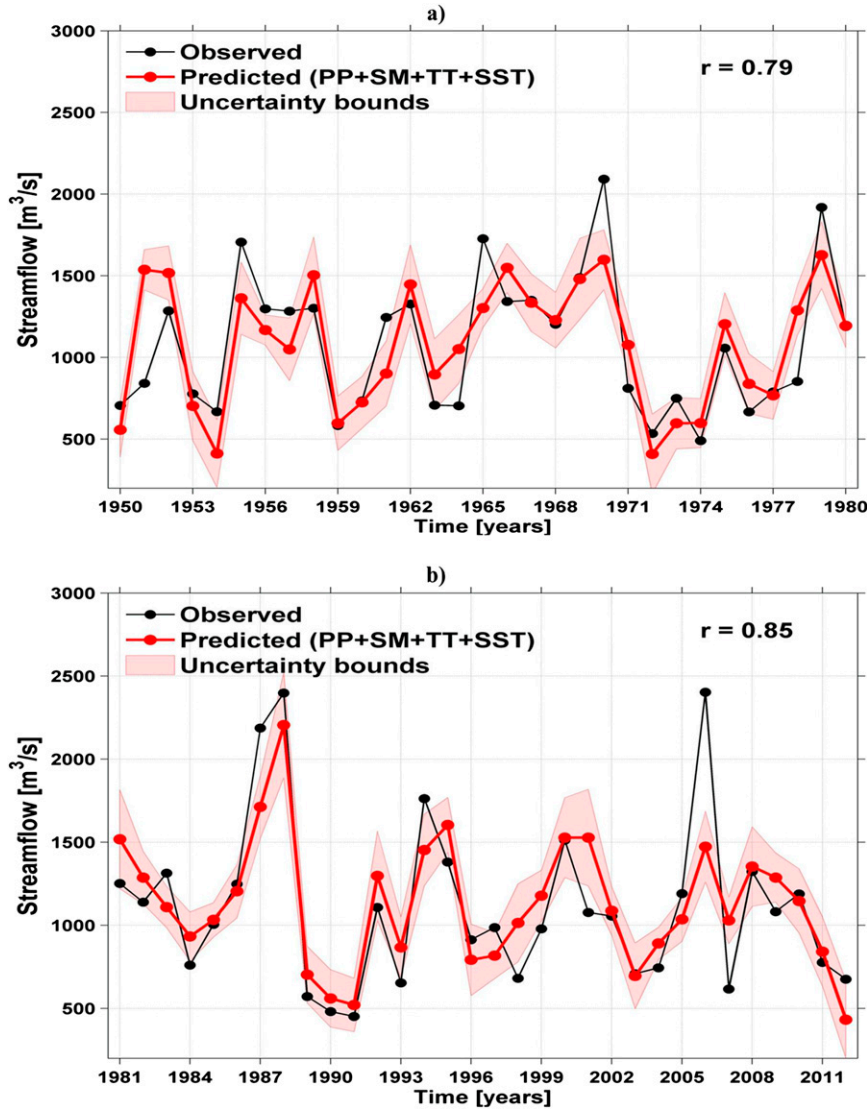 a)
3000
2500
2000
1500
1000
500
Streamflow [m³/s]
Observed
Predicted (PP+SM+TT+SST)
Uncertainty bounds
r = 0.79
1950 1953 1956 1959 1962 1965 1968 1971 1974 1977 1980
Time [years]
b)
3000
2500
2000
1500
1000
500
Streamflow [m³/s]
Observed
Predicted (PP+SM+TT+SST)
Uncertainty bounds
r = 0.85
1981 1984 1987 1990 1993 1996 1999 2002 2005 2008 2011
Time [years]